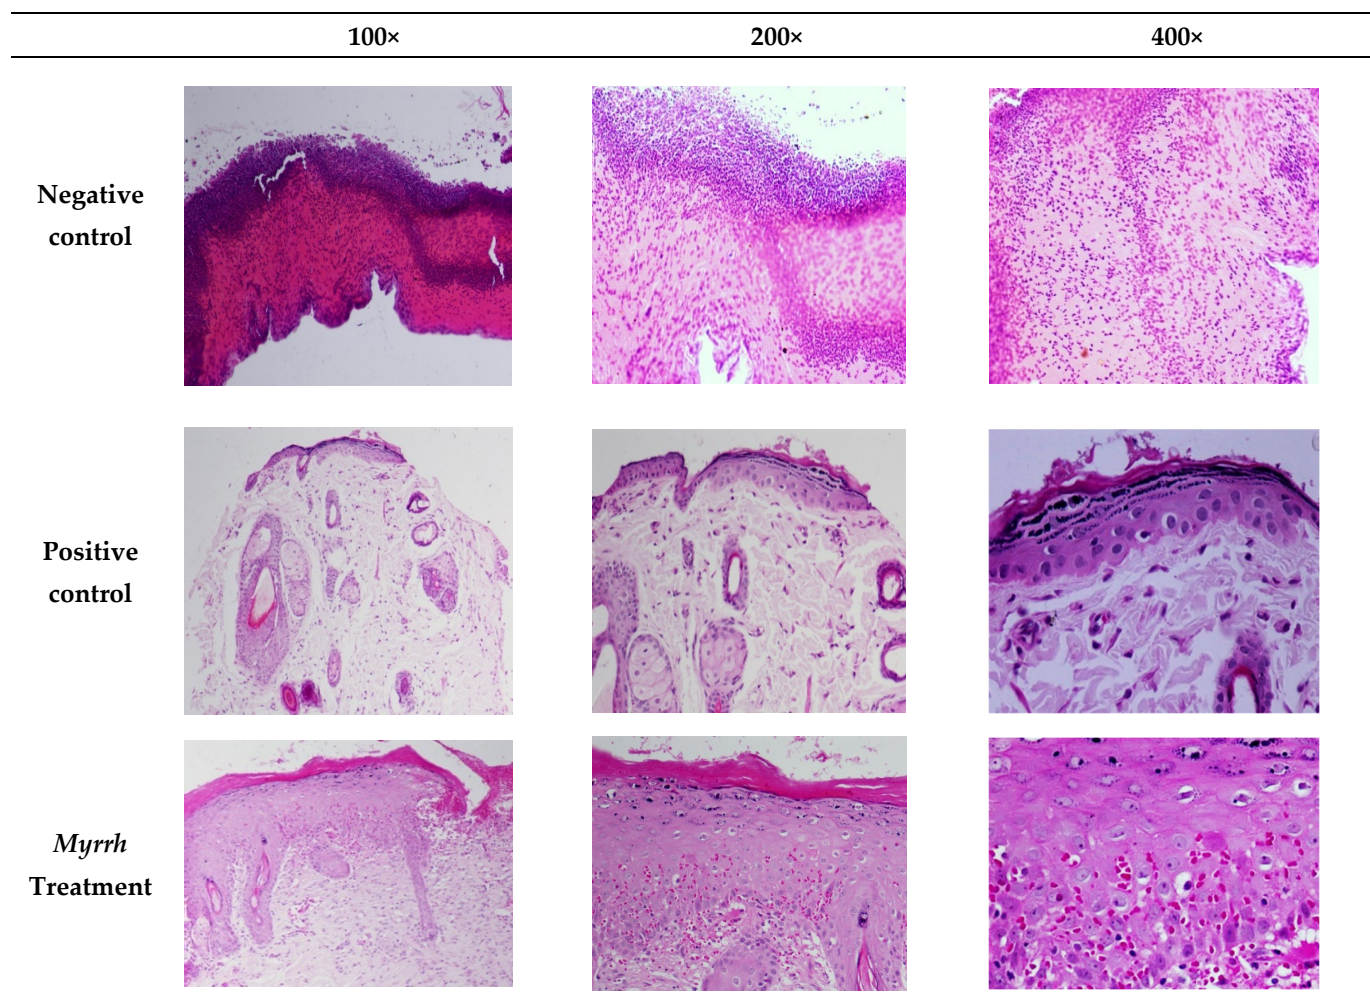 100× 200× 400×
Negative
control
Positive
control
Myrrh
Treatment